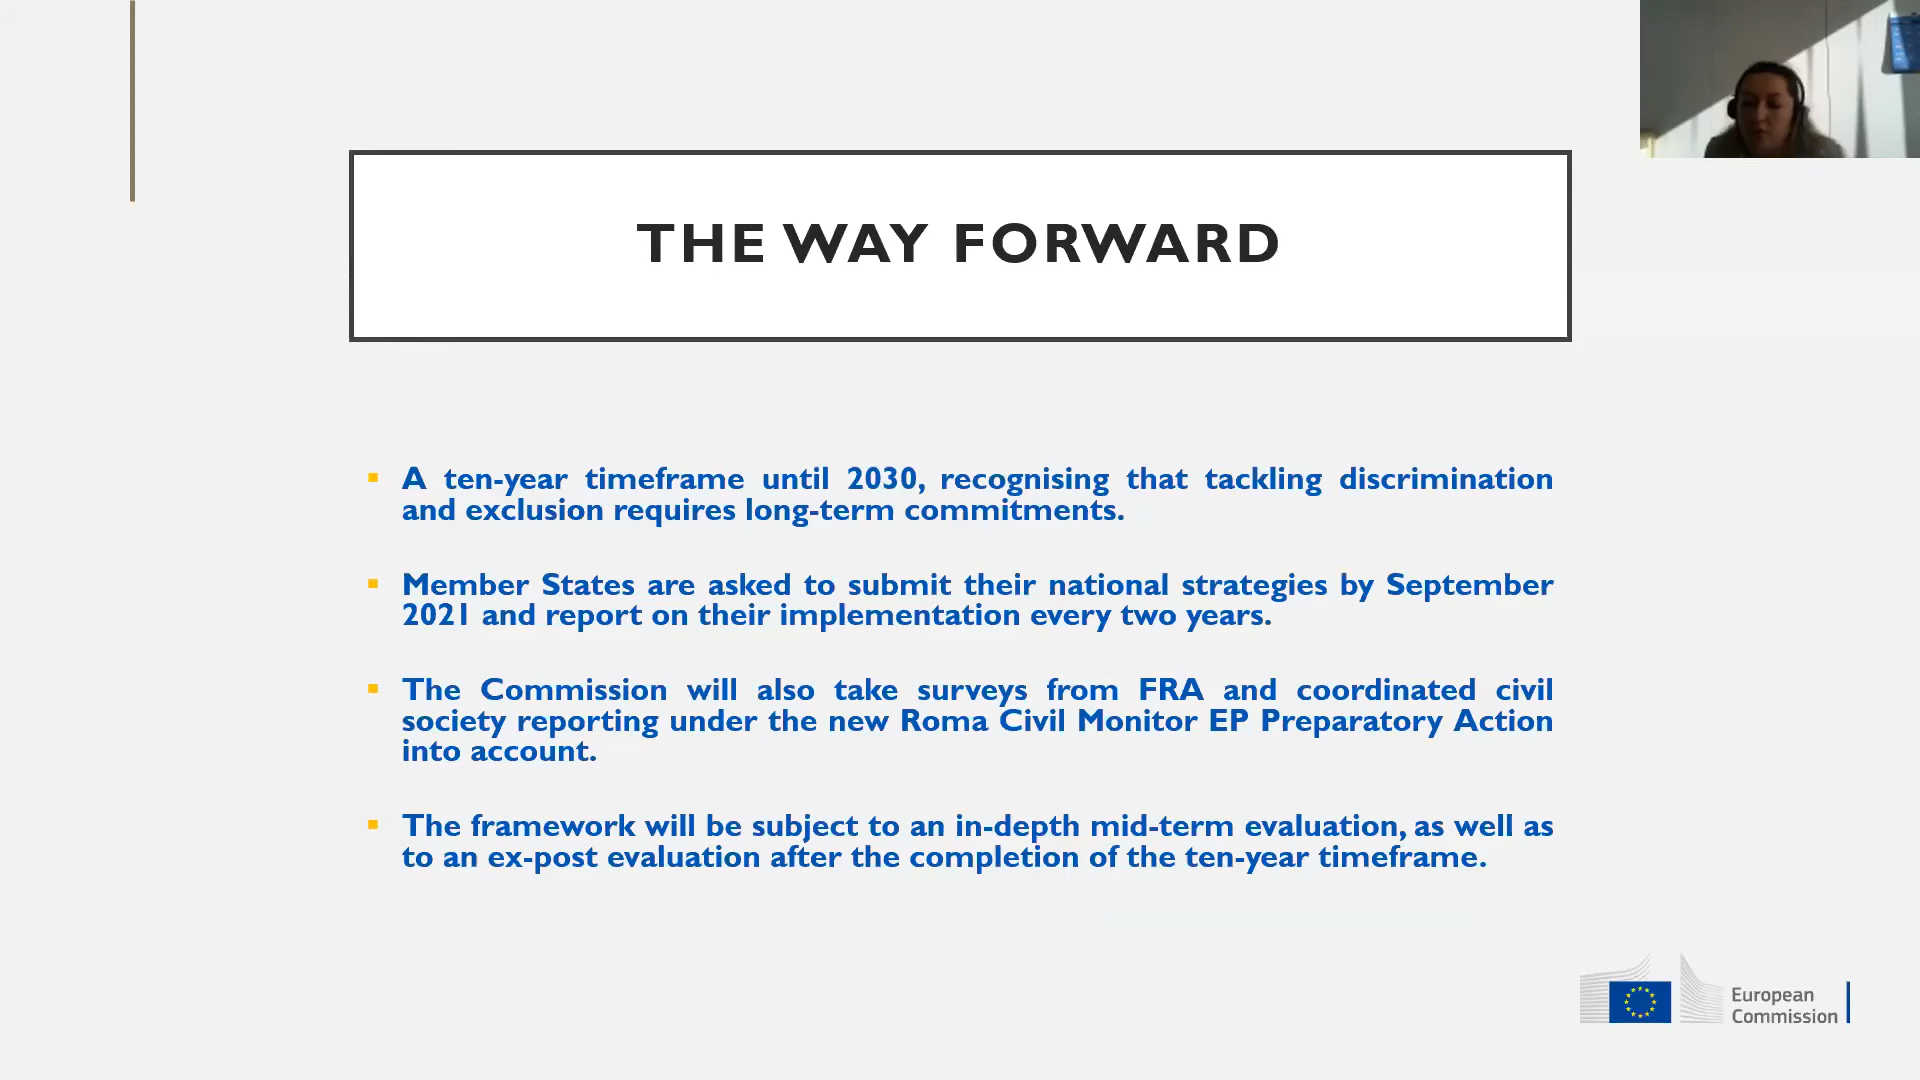 THE WAY FORWARD
A ten-year timeframe until 2030, recognising that tackling discrimination
and exclusion requires long-term commitments.
Member States are asked to submit their national strategies by September
2021 and report on their implementation every two years.
The Commission will also take surveys from FRA and coordinated civil
society reporting under the new Roma Civil Monitor EP Preparatory Action
into account.
The framework will be subject to an in-depth mid-term evaluation, as well as
to an ex-post evaluation after the completion of the ten-year timeframe.
European
Commission